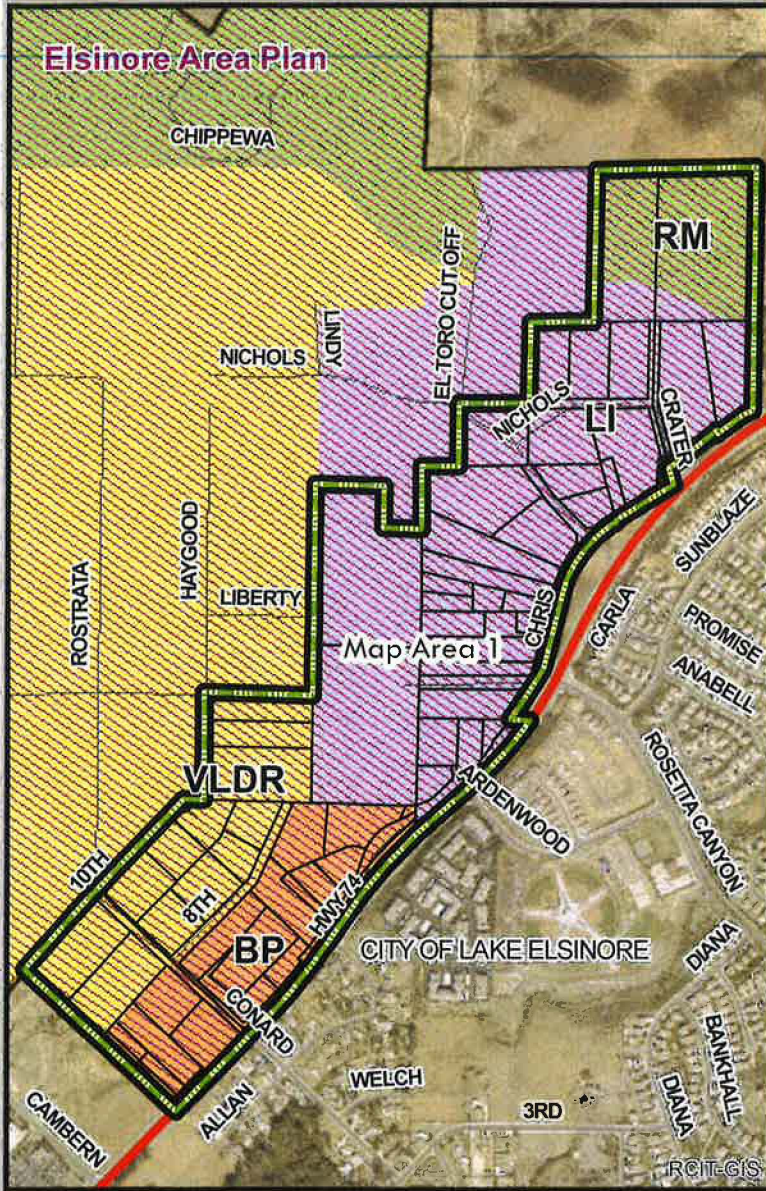 Elsinore Area Plan
CHIPPEWA
RM
EL TORO CUT OFF
LINDY
NICHOLS
NICHOLS
LI
CRATER
SUNBLAZE
HAYGOOD
ROSTRATA
LIBERTY
CHRIS
CARLA
PROMISE
Map Area 1
ANABELL
VLDR
ROSETTA CANYON
ARDENWOOD
10TH
8TH
HWY 74
BP
CITY OF LAKE ELSINORE
DIANA
CONARD
BANKHALL
WELCH
ALLAN
CAMBERN
3RD
DIANA
RCIT-GIS